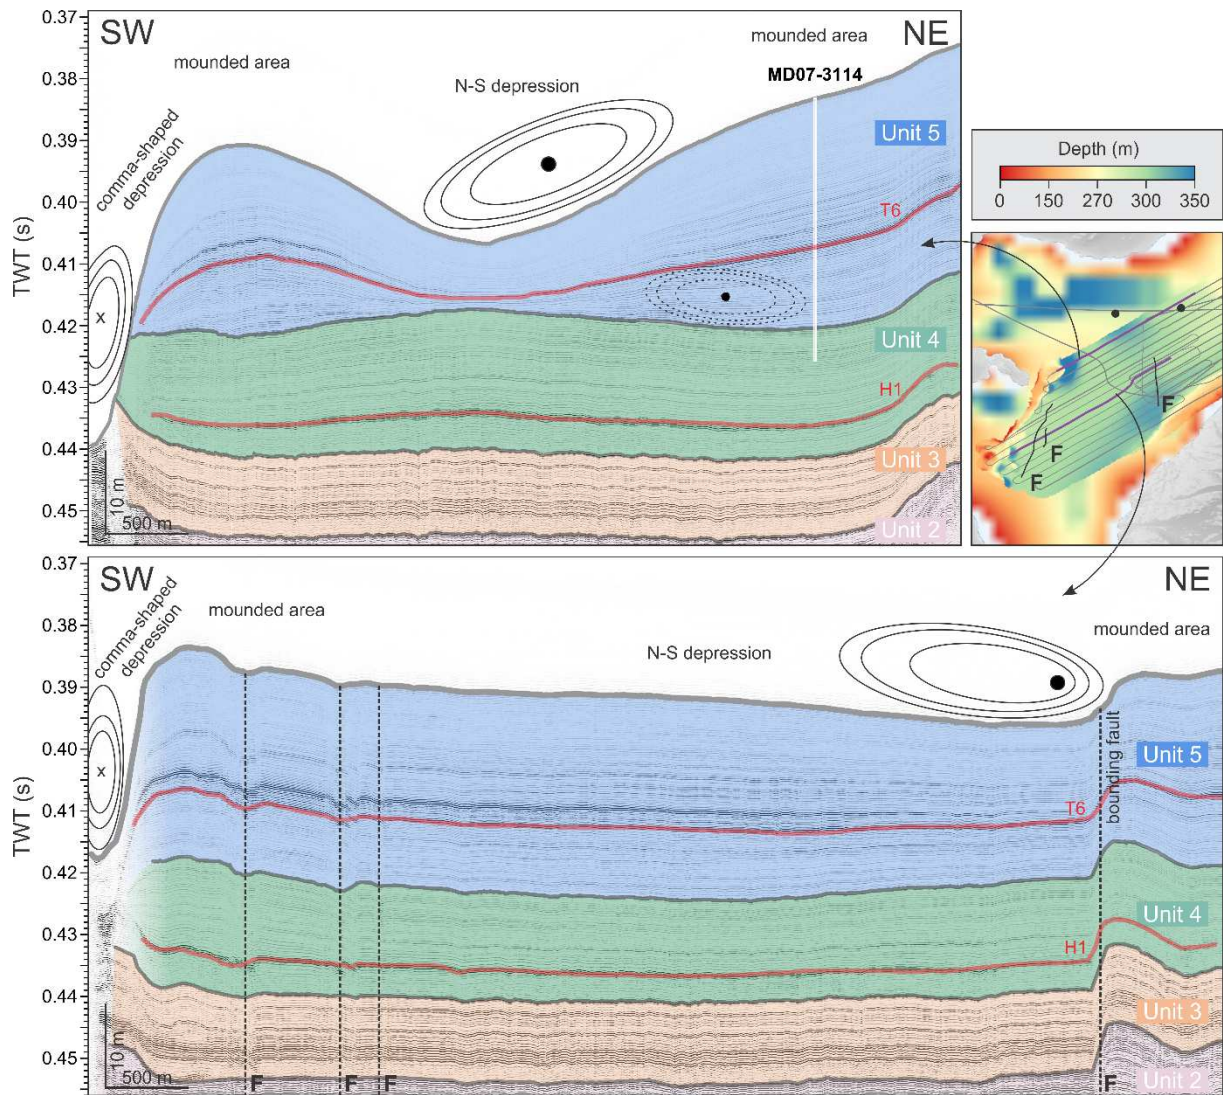 SW
NE
mounded area
mounded area
MD07-3114
N-S depression
comma-shaped
depression
Unit 5
T6
Unit 4
H1
Unit 3
Unit 2
0.37
0.38
0.39
0.40
0.41
0.42
0.43
0.44
0.45
TWT (s)
x
10 m
500 m
Depth (m)
0 150 270 300 350
F
F
F
SW
NE
comma-shaped
depression
mounded area
N-S depression
mounded area
bounding fault
Unit 5
T6
Unit 4
H1
Unit 3
Unit 2
0.37
0.38
0.39
0.40
0.41
0.42
0.43
0.44
0.45
TWT (s)
x
10 m
500 m
F
F
F
F